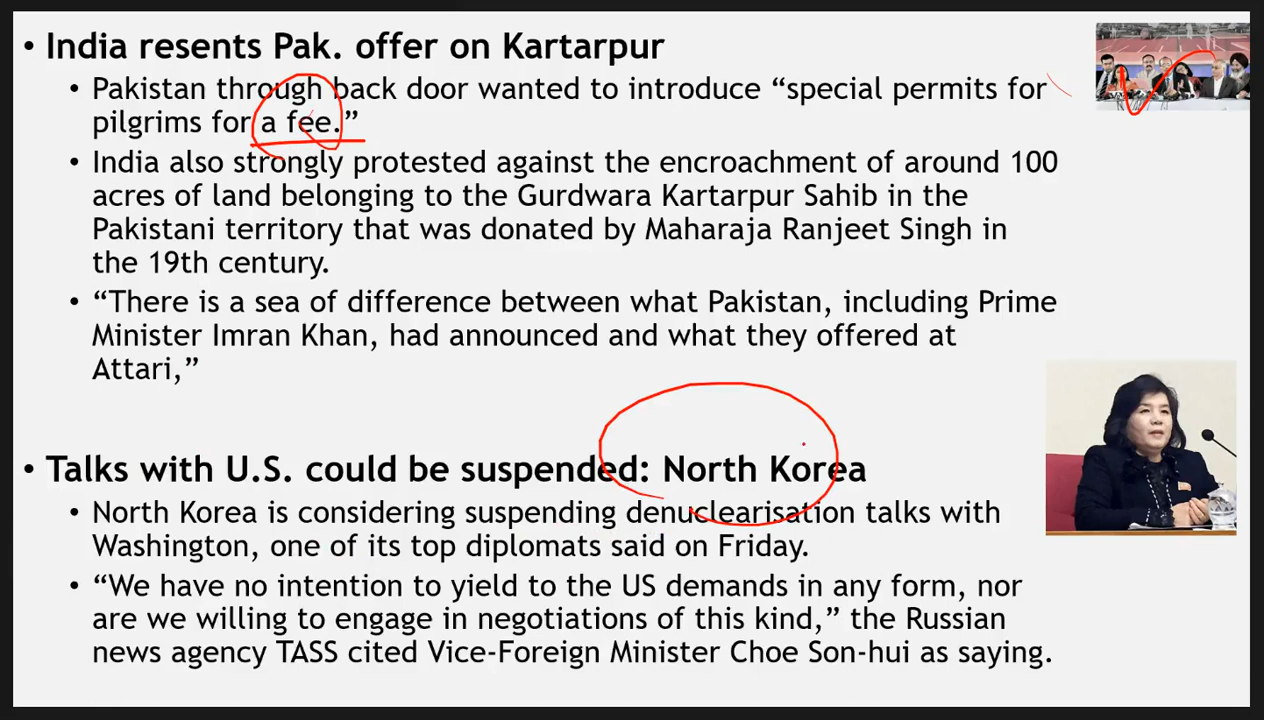 • India resents Pak. offer on Kartarpur
• Pakistan through back door wanted to introduce “special permits for
pilgrims for a fee.”
• India also strongly protested against the encroachment of around 100
acres of land belonging to the Gurdwara Kartarpur Sahib in the
Pakistani territory that was donated by Maharaja Ranjeet Singh in
the 19th century.
• “There is a sea of difference between what Pakistan, including Prime
Minister Imran Khan, had announced and what they offered at
Attari,”
• Talks with U.S. could be suspended: North Korea
• North Korea is considering suspending denuclearisation talks with
Washington, one of its top diplomats said on Friday.
• “We have no intention to yield to the US demands in any form, nor
are we willing to engage in negotiations of this kind,” the Russian
news agency TASS cited Vice-Foreign Minister Choe Son-hui as saying.